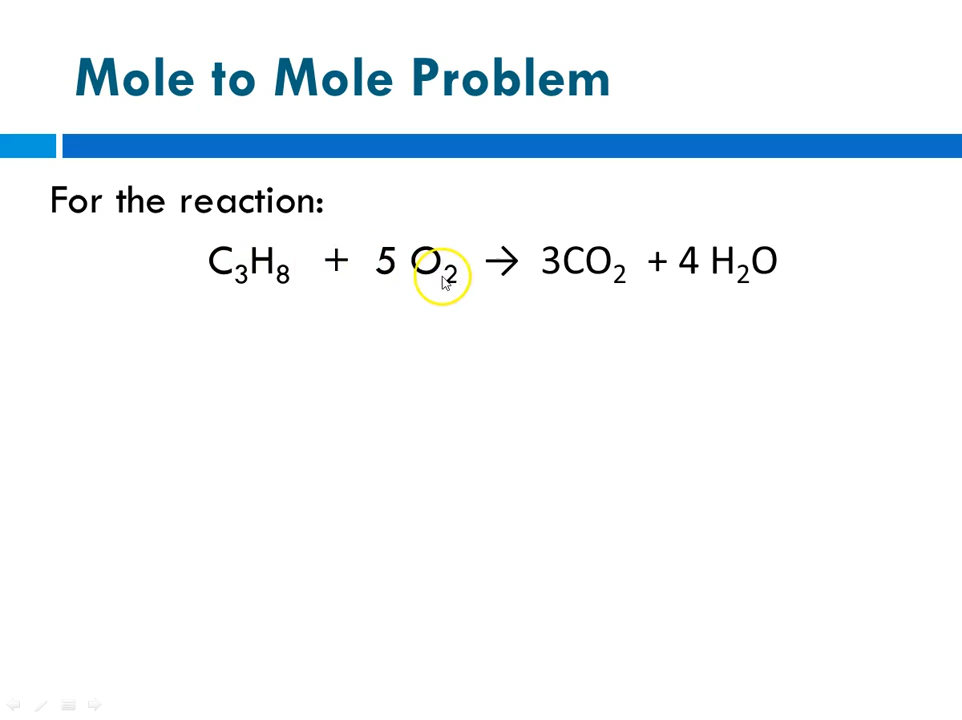 Mole to Mole Problem
For the reaction:
C₃H₈ + 5 O₂ → 3CO₂ + 4 H₂O